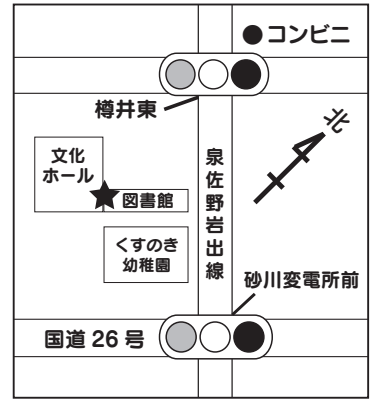 ●コンビニ
樽井東
北
文化
ホール
★図書館
くすのき
幼稚園
泉佐野岩出線
砂川変電所前
国道26号